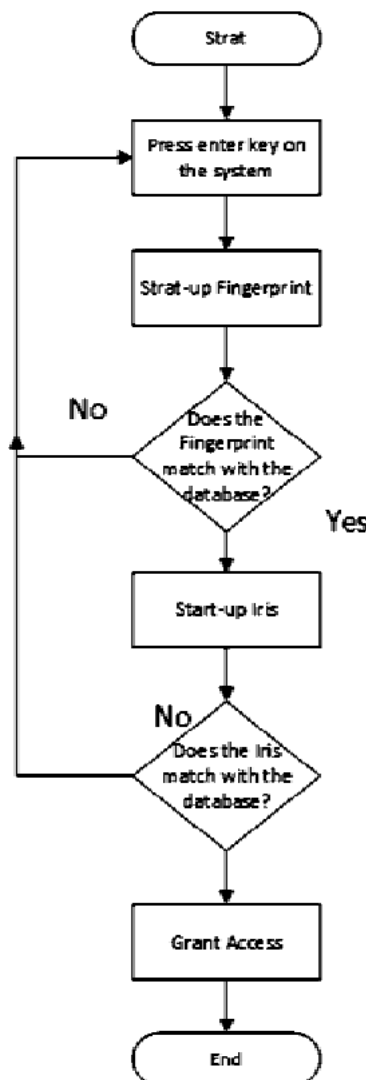 Strat
Press enter key on
the system
Strat-up Fingerprint
No
Does the
Fingerprint
match with the
database?
Yes
Start-up Iris
No
Does the Iris
match with the
database?
Grant Access
End